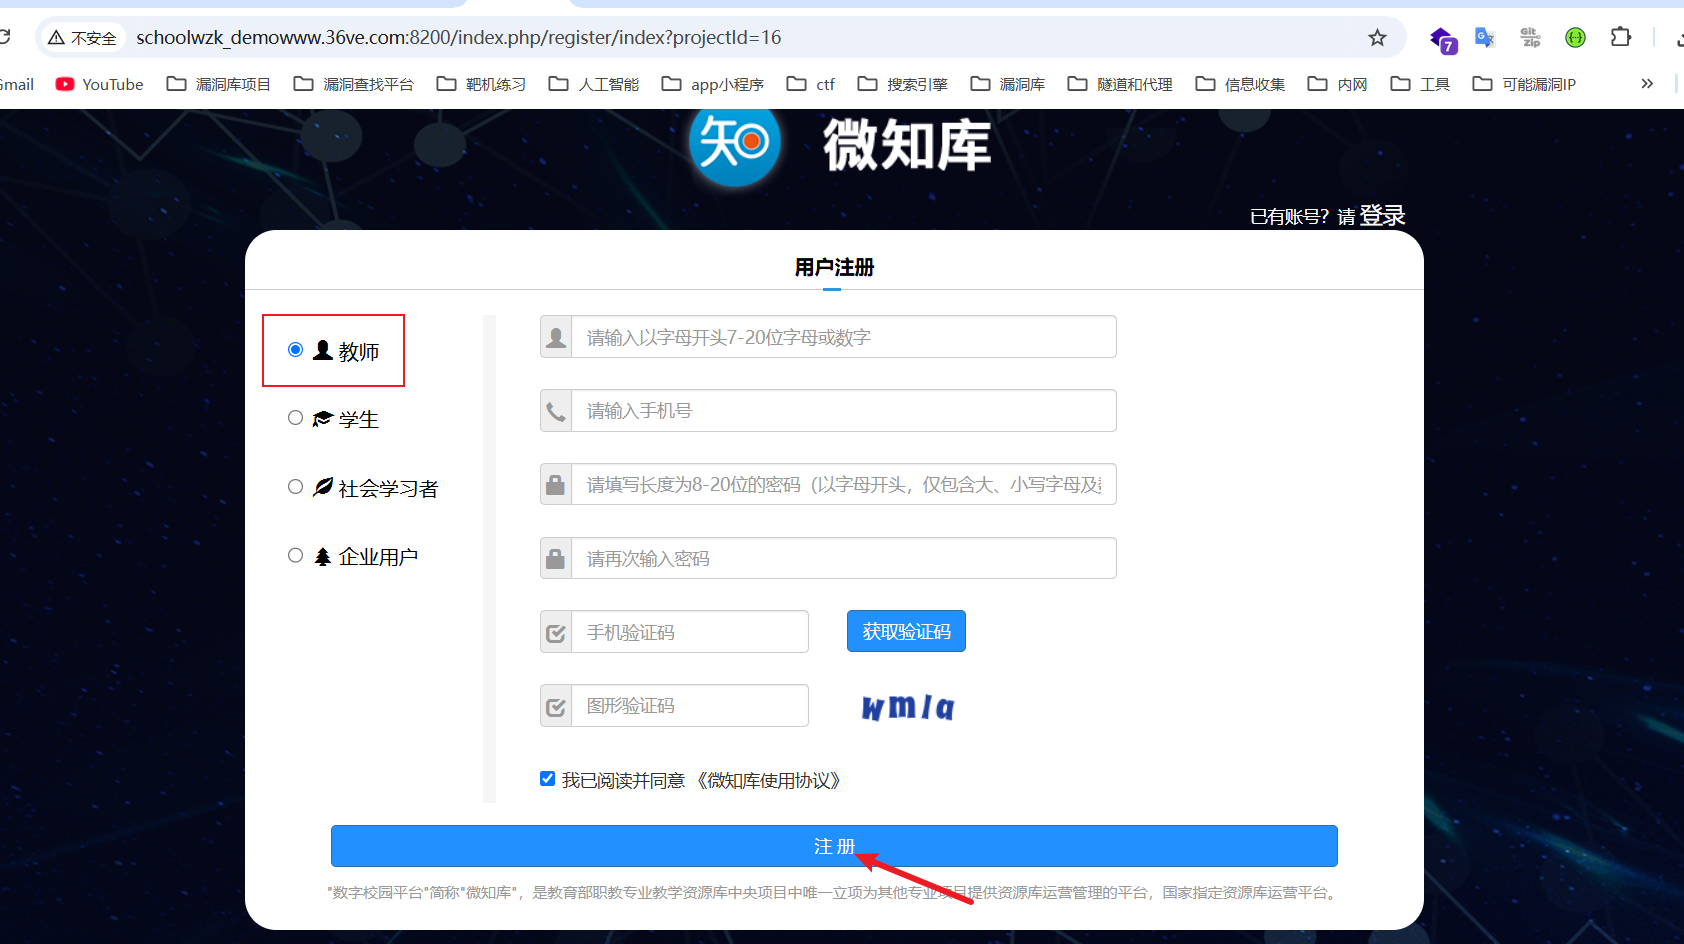 不安全 schoolwzk_demowww.36ve.com:8200/index.php/register/index?projectId=16
7
Git Zip
Gmail YouTube 漏洞库项目 漏洞查找平台 靶机练习 人工智能 app小程序 ctf 搜索引擎 漏洞库 隧道和代理 信息收集 内网 工具 可能漏洞IP »
知 微知库
已有账号？请 登录
用户注册
教师
学生
社会学习者
企业用户
请输入以字母开头7-20位字母或数字
请输入手机号
请填写长度为8-20位的密码（以字母开头，仅包含大、小写字母及
请再次输入密码
手机验证码 获取验证码
图形验证码 wmla
我已阅读并同意 《微知库使用协议》
注 册
"数字校园平台"简称"微知库"，是教育部职教专业教学资源库中央项目中唯一立项为其他专业项目提供资源库运营管理的平台，国家指定资源库运营平台。